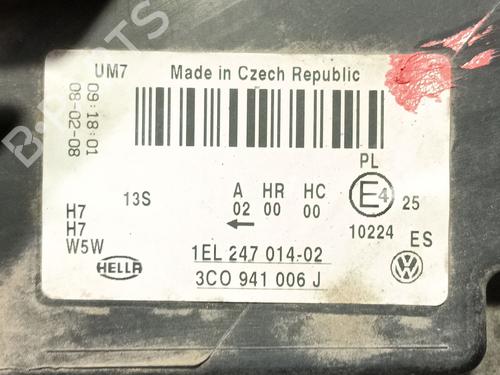 UM7 Made in Czech Republic
09:18:01
08-02-08
PL
13S A HR HC E4 25
02 00 00
H7
H7
W5W
10224 ES
HELLA 1EL 247 014-02
3C0 941 006 J
VW